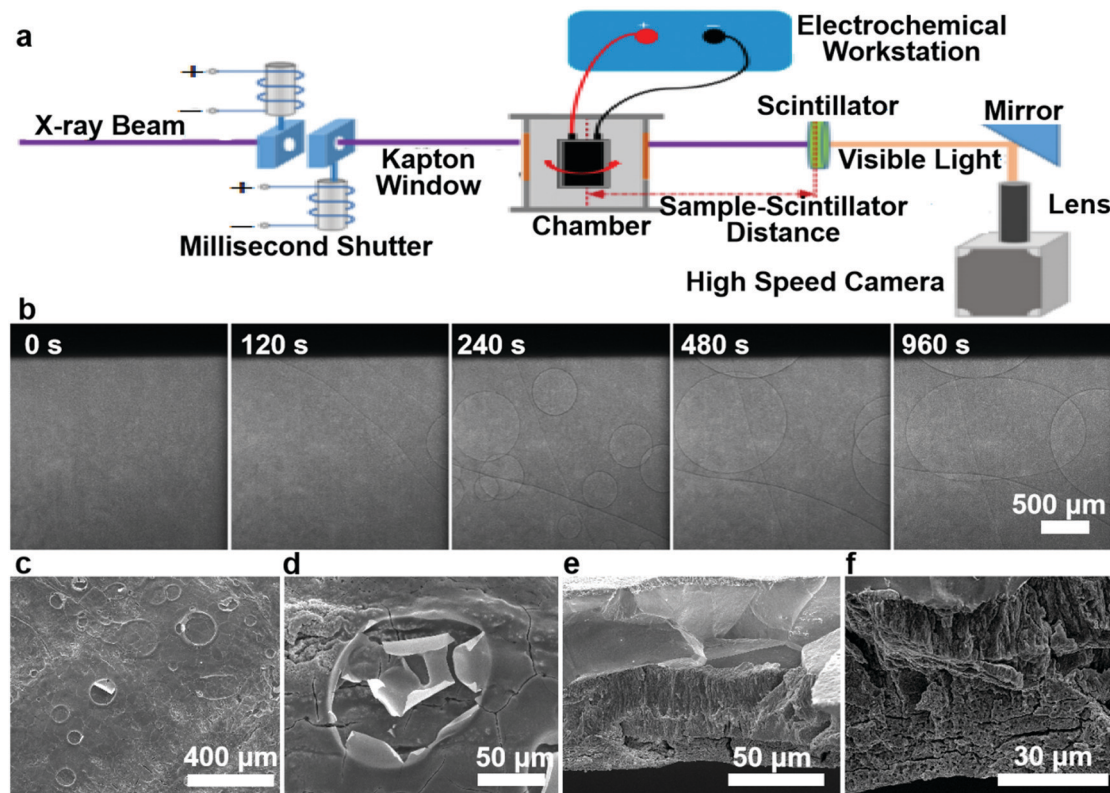 a
+ −
Electrochemical
Workstation
+
−
X-ray Beam
Kapton
Window
+
−
Millisecond Shutter
Chamber
Scintillator
Mirror
Visible Light
Sample-Scintillator
Distance
Lens
High Speed Camera
b
0 s 120 s 240 s 480 s 960 s
500 µm
c d e f
400 µm 50 µm 50 µm 30 µm